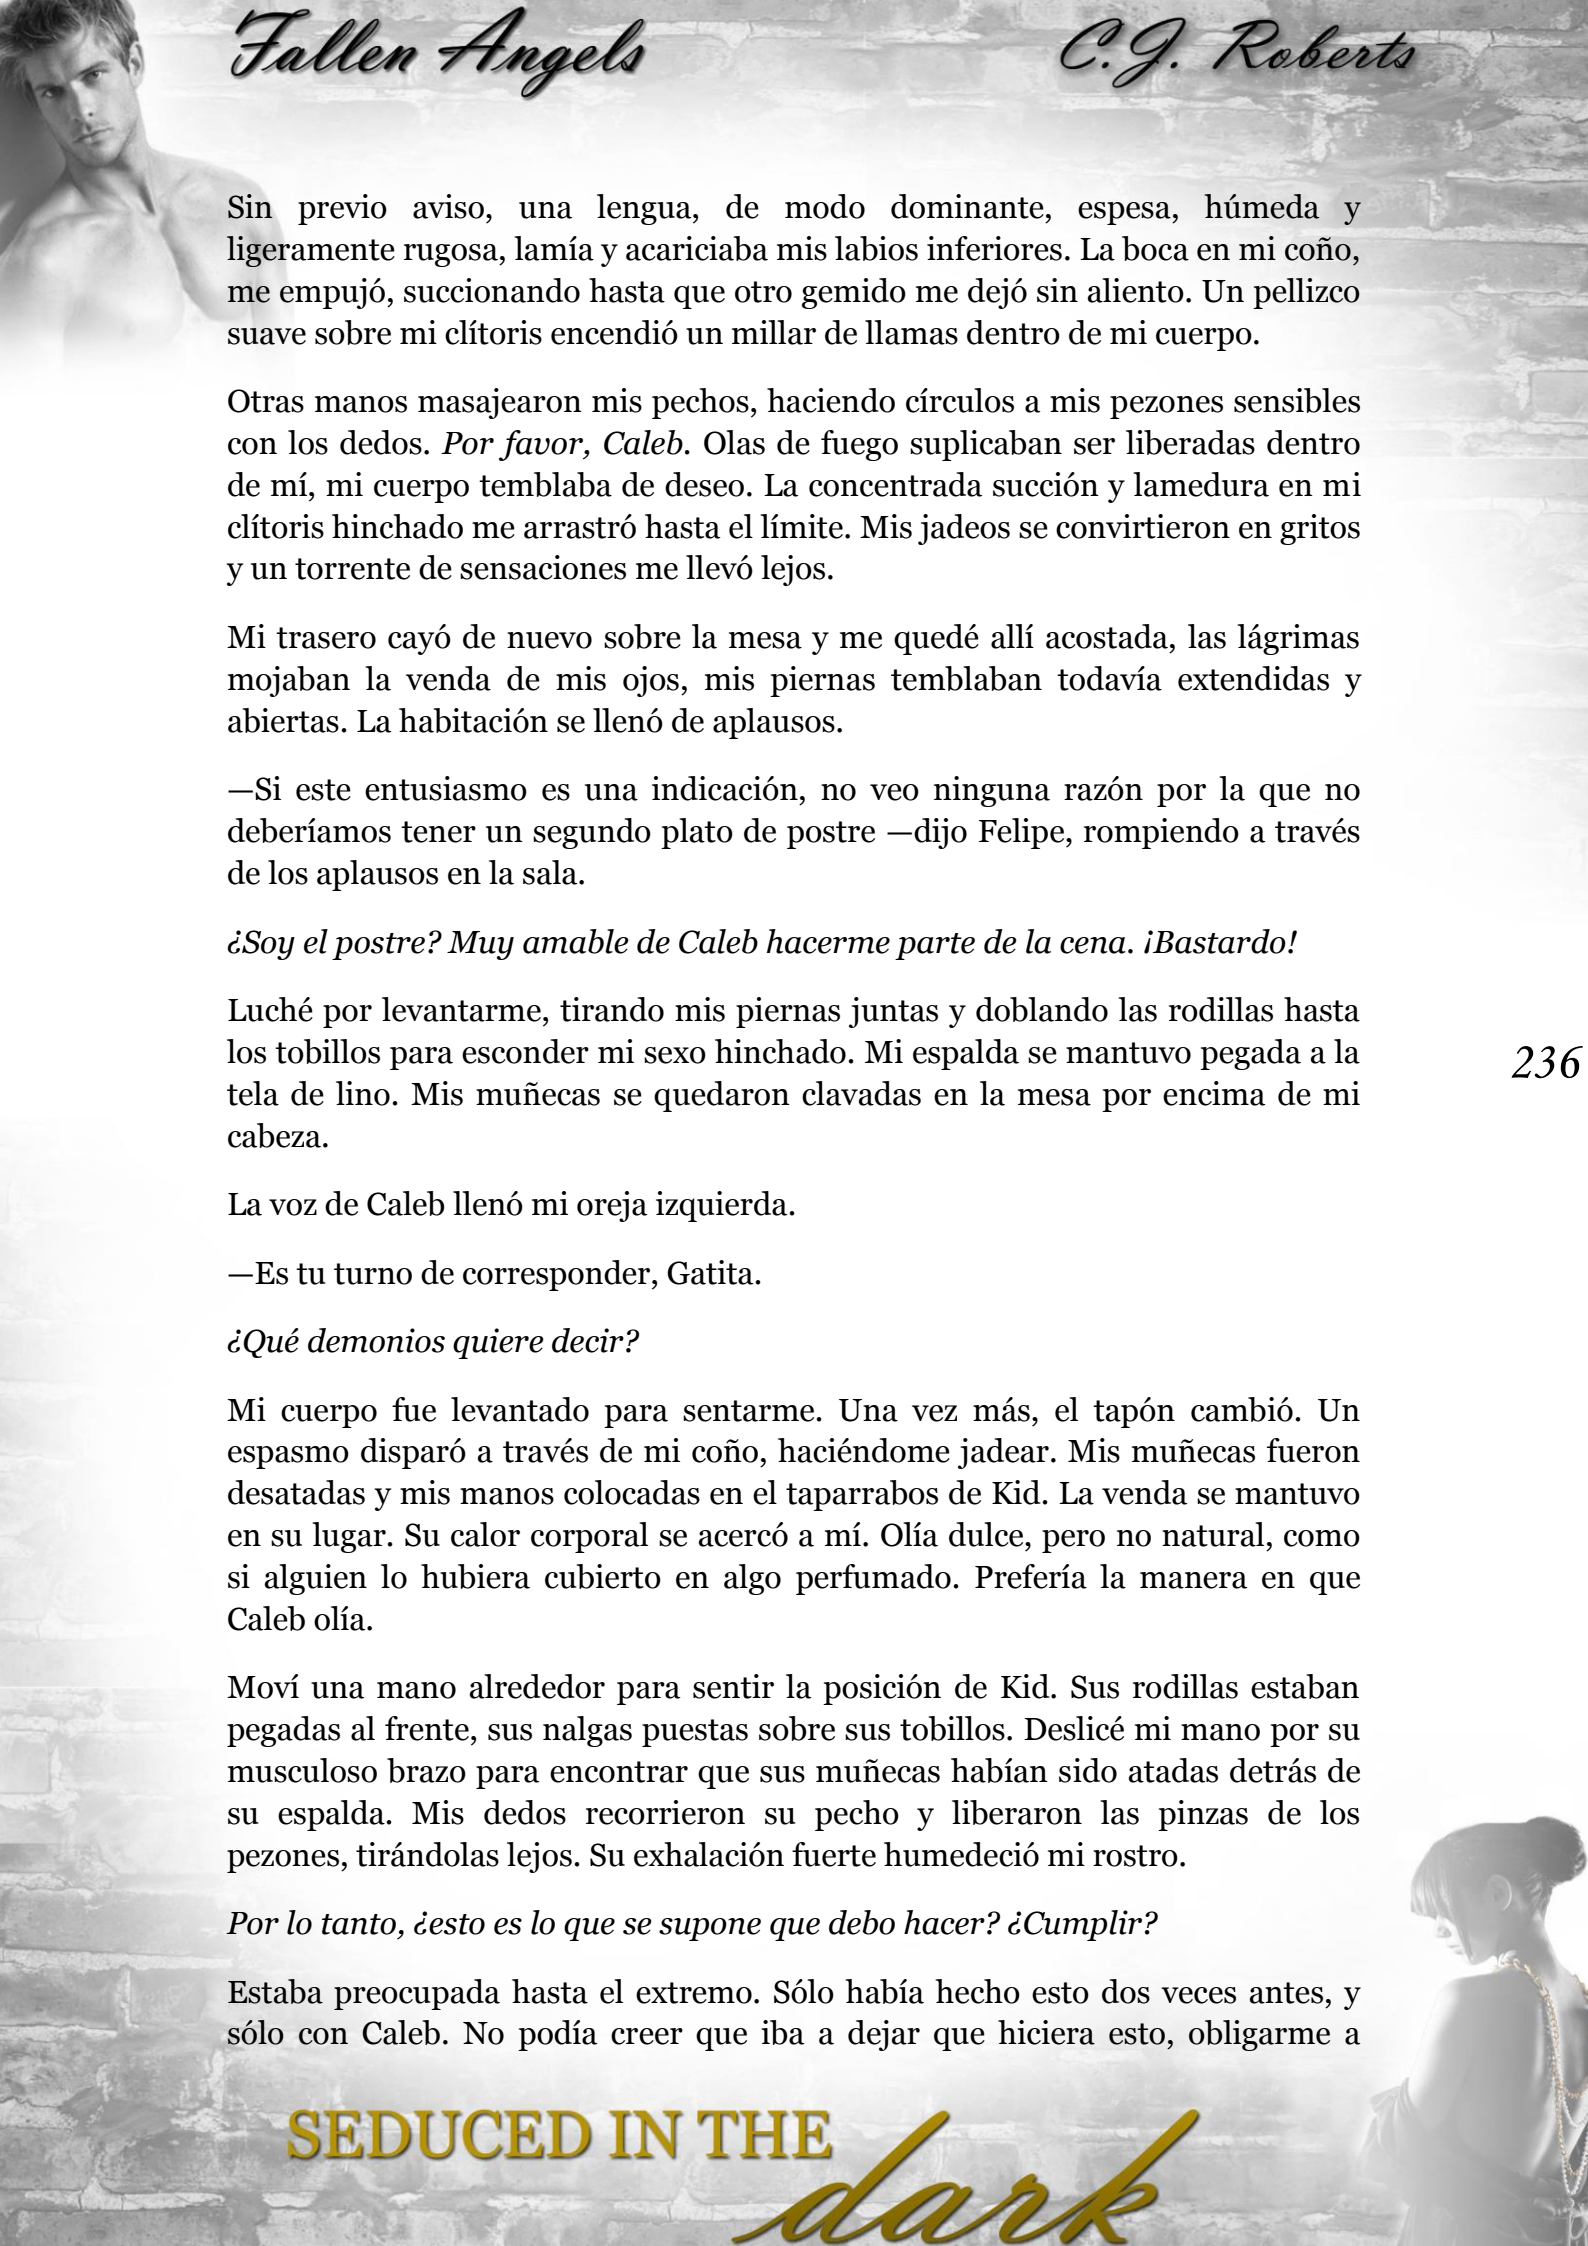 Fallen Angels
C.J. Roberts
Sin previo aviso, una lengua, de modo dominante, espesa, húmeda y
ligeramente rugosa, lamía y acariciaba mis labios inferiores. La boca en mi coño,
me empujó, succionando hasta que otro gemido me dejó sin aliento. Un pellizco
suave sobre mi clítoris encendió un millar de llamas dentro de mi cuerpo.
Otras manos masajearon mis pechos, haciendo círculos a mis pezones sensibles
con los dedos. Por favor, Caleb. Olas de fuego suplicaban ser liberadas dentro
de mí, mi cuerpo temblaba de deseo. La concentrada succión y lamedura en mi
clítoris hinchado me arrastró hasta el límite. Mis jadeos se convirtieron en gritos
y un torrente de sensaciones me llevó lejos.
Mi trasero cayó de nuevo sobre la mesa y me quedé allí acostada, las lágrimas
mojaban la venda de mis ojos, mis piernas temblaban todavía extendidas y
abiertas. La habitación se llenó de aplausos.
—Si este entusiasmo es una indicación, no veo ninguna razón por la que no
deberíamos tener un segundo plato de postre —dijo Felipe, rompiendo a través
de los aplausos en la sala.
¿Soy el postre? Muy amable de Caleb hacerme parte de la cena. ¡Bastardo!
Luché por levantarme, tirando mis piernas juntas y doblando las rodillas hasta
los tobillos para esconder mi sexo hinchado. Mi espalda se mantuvo pegada a la
tela de lino. Mis muñecas se quedaron clavadas en la mesa por encima de mi
cabeza.
236
La voz de Caleb llenó mi oreja izquierda.
—Es tu turno de corresponder, Gatita.
¿Qué demonios quiere decir?
Mi cuerpo fue levantado para sentarme. Una vez más, el tapón cambió. Un
espasmo disparó a través de mi coño, haciéndome jadear. Mis muñecas fueron
desatadas y mis manos colocadas en el taparrabos de Kid. La venda se mantuvo
en su lugar. Su calor corporal se acercó a mí. Olía dulce, pero no natural, como
si alguien lo hubiera cubierto en algo perfumado. Prefería la manera en que
Caleb olía.
Moví una mano alrededor para sentir la posición de Kid. Sus rodillas estaban
pegadas al frente, sus nalgas puestas sobre sus tobillos. Deslicé mi mano por su
musculoso brazo para encontrar que sus muñecas habían sido atadas detrás de
su espalda. Mis dedos recorrieron su pecho y liberaron las pinzas de los
pezones, tirándolas lejos. Su exhalación fuerte humedeció mi rostro.
Por lo tanto, ¿esto es lo que se supone que debo hacer? ¿Cumplir?
Estaba preocupada hasta el extremo. Sólo había hecho esto dos veces antes, y
sólo con Caleb. No podía creer que iba a dejar que hiciera esto, obligarme a
SEDUCED IN THE
dark